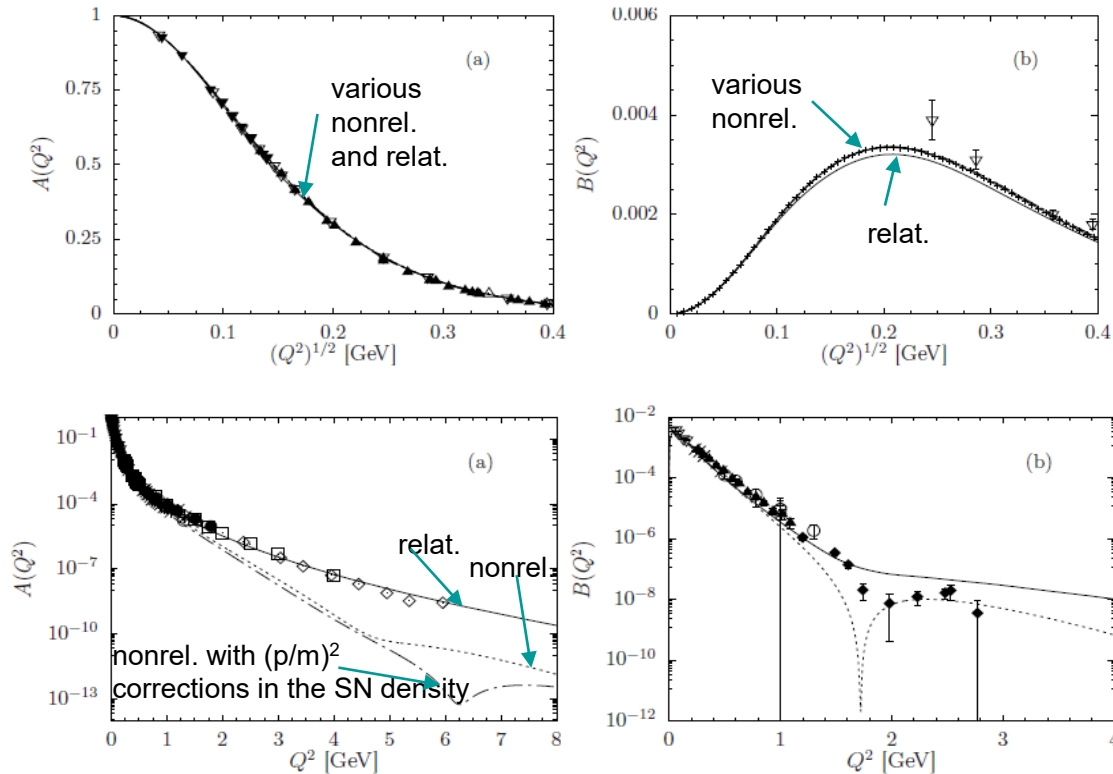 1
0.75
0.5
0.25
0
A(Q²)
(a)
various
nonrel.
and relat.
0
0.1
0.2
0.3
0.4
(Q²)^{1/2} [GeV]
0.006
0.004
0.002
0
B(Q²)
(b)
various
nonrel.
relat.
0
0.1
0.2
0.3
0.4
(Q²)^{1/2} [GeV]
10⁻¹
10⁻⁴
10⁻⁷
10⁻¹⁰
10⁻¹³
A(Q²)
(a)
relat.
nonrel.
nonrel. with (p/m)²
corrections in the SN density
0 1 2 3 4 5 6 7 8
Q² [GeV]
10⁻²
10⁻⁴
10⁻⁶
10⁻⁸
10⁻¹⁰
10⁻¹²
B(Q²)
(b)
0 1 2 3 4
Q² [GeV]